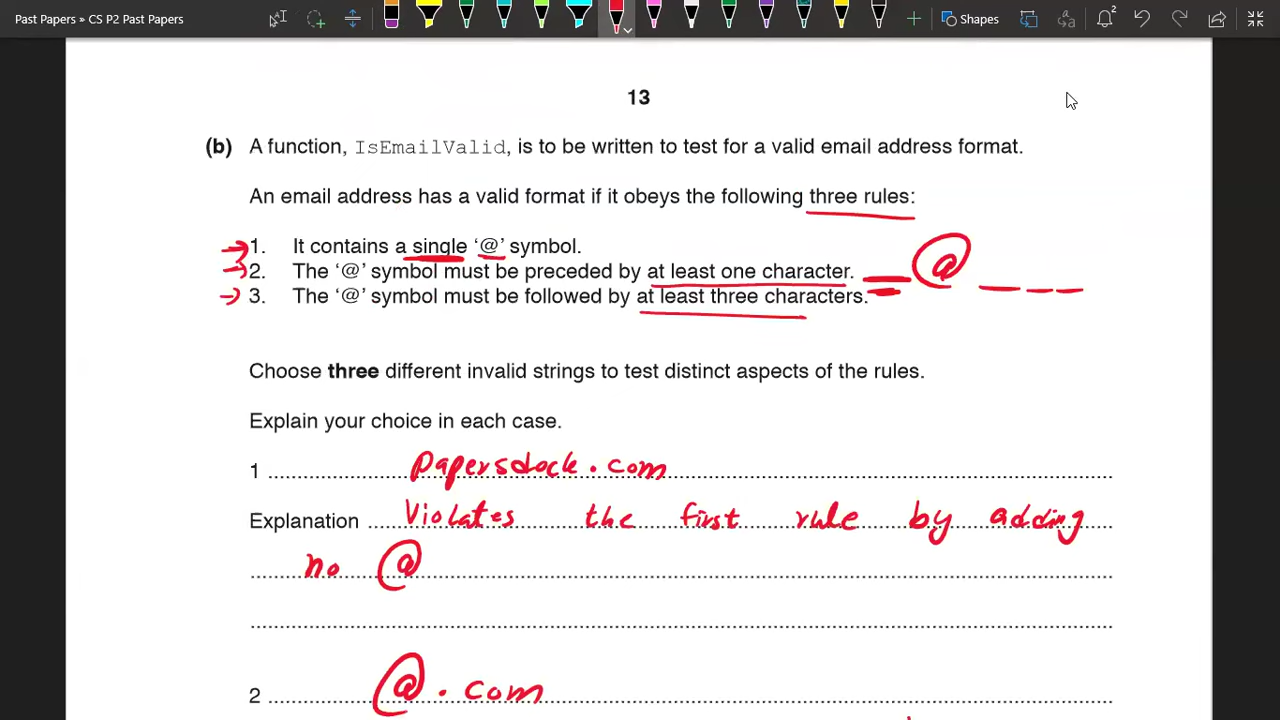 Past Papers » CS P2 Past Papers
Shapes
2
13
(b) A function, IsEmailValid, is to be written to test for a valid email address format.
An email address has a valid format if it obeys the following three rules:
1. It contains a single ‘@’ symbol.
2. The ‘@’ symbol must be preceded by at least one character.
3. The ‘@’ symbol must be followed by at least three characters.
@
Choose three different invalid strings to test distinct aspects of the rules.
Explain your choice in each case.
1 papersdock.com
Explanation Violates the first rule by adding
no @
2 @.com